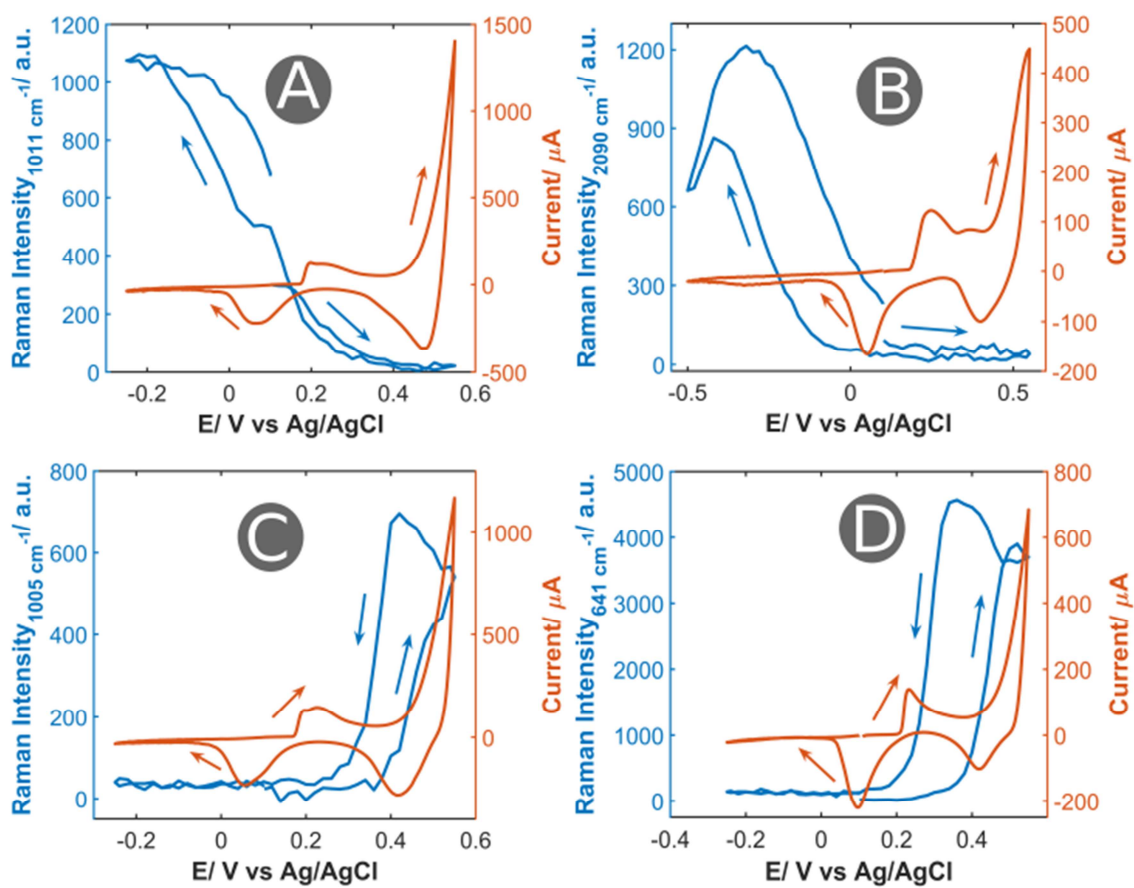 A
Raman Intensity1011 cm-1/ a.u.
1200
1000
800
600
400
200
0
1500
1000
500
0
-500
Current/ μA
-0.2 0 0.2 0.4 0.6
E/ V vs Ag/AgCl
B
Raman Intensity2090 cm-1/ a.u.
1200
900
600
300
0
500
400
300
200
100
0
-100
-200
Current/ μA
-0.5 0 0.5
E/ V vs Ag/AgCl
C
Raman Intensity1005 cm-1/ a.u.
800
600
400
200
0
1000
500
0
Current/ μA
-0.2 0 0.2 0.4 0.6
E/ V vs Ag/AgCl
D
Raman Intensity641 cm-1/ a.u.
5000
4000
3000
2000
1000
0
800
600
400
200
0
-200
Current/ μA
-0.4 -0.2 0 0.2 0.4
E/ V vs Ag/AgCl